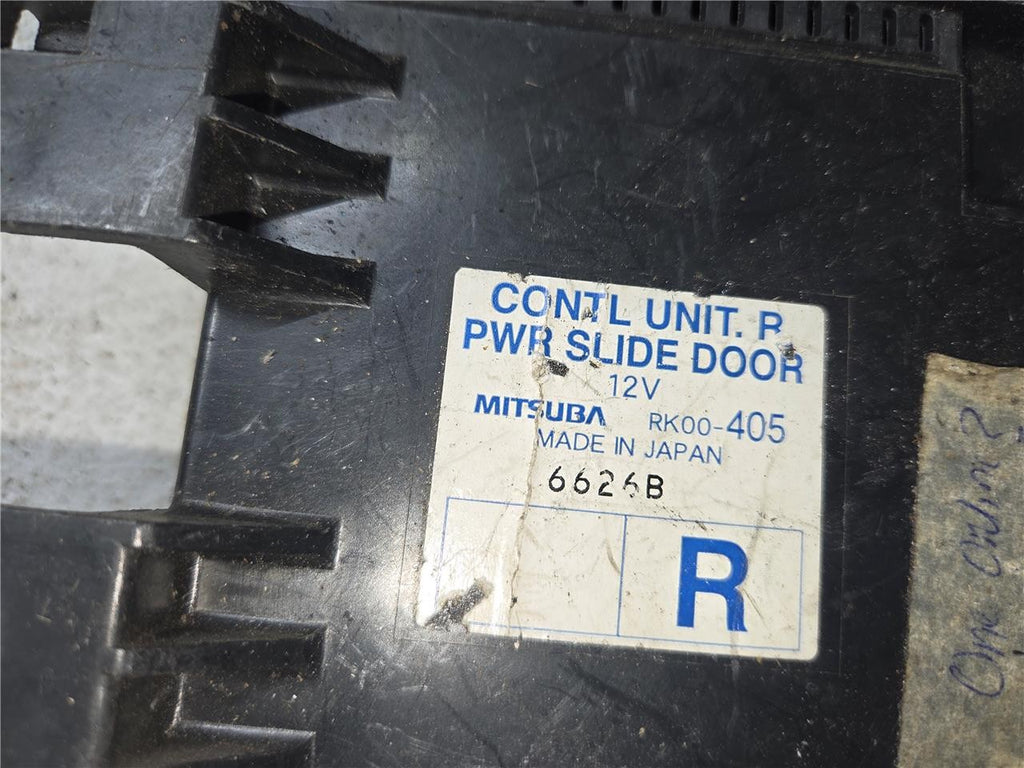 CONTL UNIT. R
PWR SLIDE DOOR
12V
MITSUBA RK00-405
MADE IN JAPAN
6626B
R